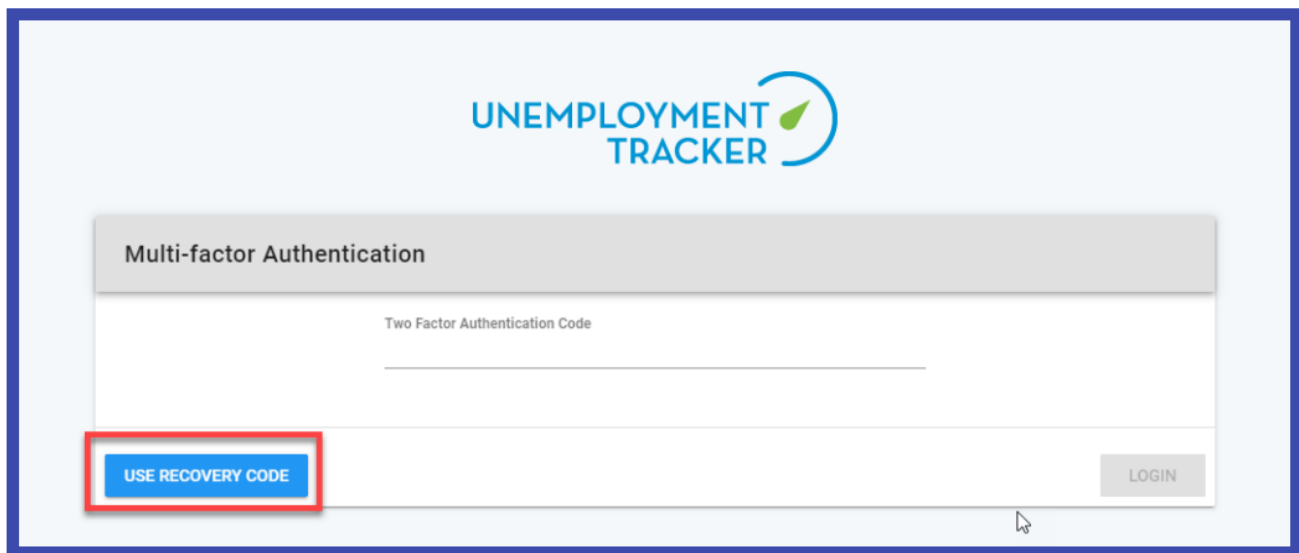 UNEMPLOYMENT
TRACKER
Multi-factor Authentication
Two Factor Authentication Code
USE RECOVERY CODE
LOGIN